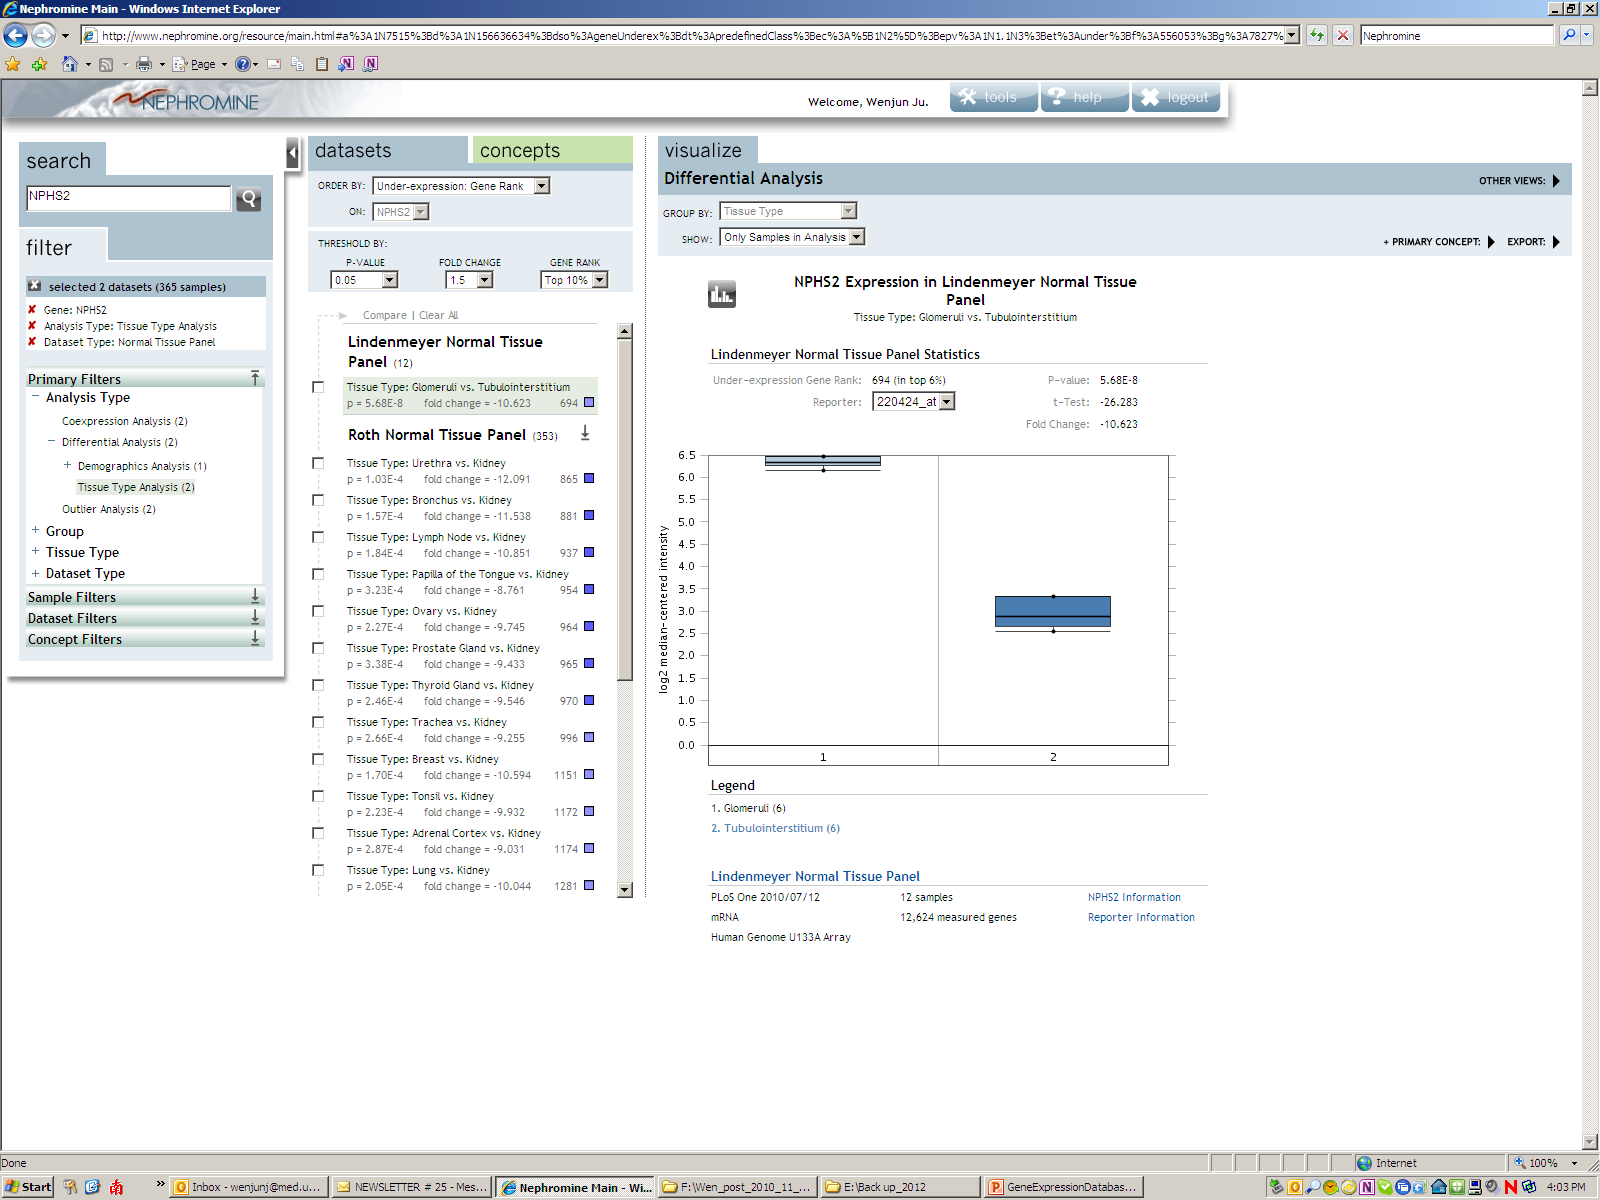 Nephromine Main - Windows Internet Explorer
http://www.nephromine.org/resource/main.html#a%3A1N7515%3Bd%3A1N156636634%3Bdso%3AgeneUnderex%3Bdt%3ApredefinedClass%3Bec%3A%5B1N2%5D%3Bepv%3A1N1.1N3%3Bet%3Aunder%3Bf%3A556053%3Bg%3A7827%
Nephromine
Page
NEPHROMINE
Welcome, Wenjun Ju.
tools
help
logout
search
NPHS2
filter
selected 2 datasets (365 samples)
Gene: NPHS2
Analysis Type: Tissue Type Analysis
Dataset Type: Normal Tissue Panel
Primary Filters
Analysis Type
Coexpression Analysis (2)
Differential Analysis (2)
Demographics Analysis (1)
Tissue Type Analysis (2)
Outlier Analysis (2)
Group
Tissue Type
Dataset Type
Sample Filters
Dataset Filters
Concept Filters
datasets
concepts
ORDER BY: Under-expression: Gene Rank
ON: NPHS2
THRESHOLD BY:
P-VALUE FOLD CHANGE GENE RANK
0.05 1.5 Top 10%
Compare | Clear All
Lindenmeyer Normal Tissue
Panel (12)
Tissue Type: Glomeruli vs. Tubulointerstitium
p = 5.68E-8 fold change = -10.623 694
Roth Normal Tissue Panel (353)
Tissue Type: Urethra vs. Kidney
p = 1.03E-4 fold change = -12.091 865
Tissue Type: Bronchus vs. Kidney
p = 1.57E-4 fold change = -11.538 881
Tissue Type: Lymph Node vs. Kidney
p = 1.84E-4 fold change = -10.851 937
Tissue Type: Papilla of the Tongue vs. Kidney
p = 3.23E-4 fold change = -8.761 954
Tissue Type: Ovary vs. Kidney
p = 2.27E-4 fold change = -9.745 964
Tissue Type: Prostate Gland vs. Kidney
p = 3.38E-4 fold change = -9.433 965
Tissue Type: Thyroid Gland vs. Kidney
p = 2.46E-4 fold change = -9.546 970
Tissue Type: Trachea vs. Kidney
p = 2.66E-4 fold change = -9.255 996
Tissue Type: Breast vs. Kidney
p = 1.70E-4 fold change = -10.594 1151
Tissue Type: Tonsil vs. Kidney
p = 2.23E-4 fold change = -9.932 1172
Tissue Type: Adrenal Cortex vs. Kidney
p = 2.87E-4 fold change = -9.031 1174
Tissue Type: Lung vs. Kidney
p = 2.05E-4 fold change = -10.044 1281
visualize
Differential Analysis
OTHER VIEWS:
GROUP BY: Tissue Type
SHOW: Only Samples in Analysis
+ PRIMARY CONCEPT: EXPORT:
NPHS2 Expression in Lindenmeyer Normal Tissue
Panel
Tissue Type: Glomeruli vs. Tubulointerstitium
Lindenmeyer Normal Tissue Panel Statistics
Under-expression Gene Rank: 694 (in top 6%) P-value: 5.68E-8
Reporter: 220424_at t-Test: -26.283
Fold Change: -10.623
log2 median-centered intensity
6.5
6.0
5.5
5.0
4.5
4.0
3.5
3.0
2.5
2.0
1.5
1.0
0.5
0.0
1 2
Legend
1. Glomeruli (6)
2. Tubulointerstitium (6)
Lindenmeyer Normal Tissue Panel
PLoS One 2010/07/12 12 samples NPHS2 Information
mRNA 12,624 measured genes Reporter Information
Human Genome U133A Array
Done
Internet
100%
Start
Inbox - wenjunj@med.u...
NEWSLETTER # 25 - Mes...
Nephromine Main - Wi...
F:\Wen_post_2010_11_...
E:\Back up_2012
GeneExpressionDatabas...
4:03 PM